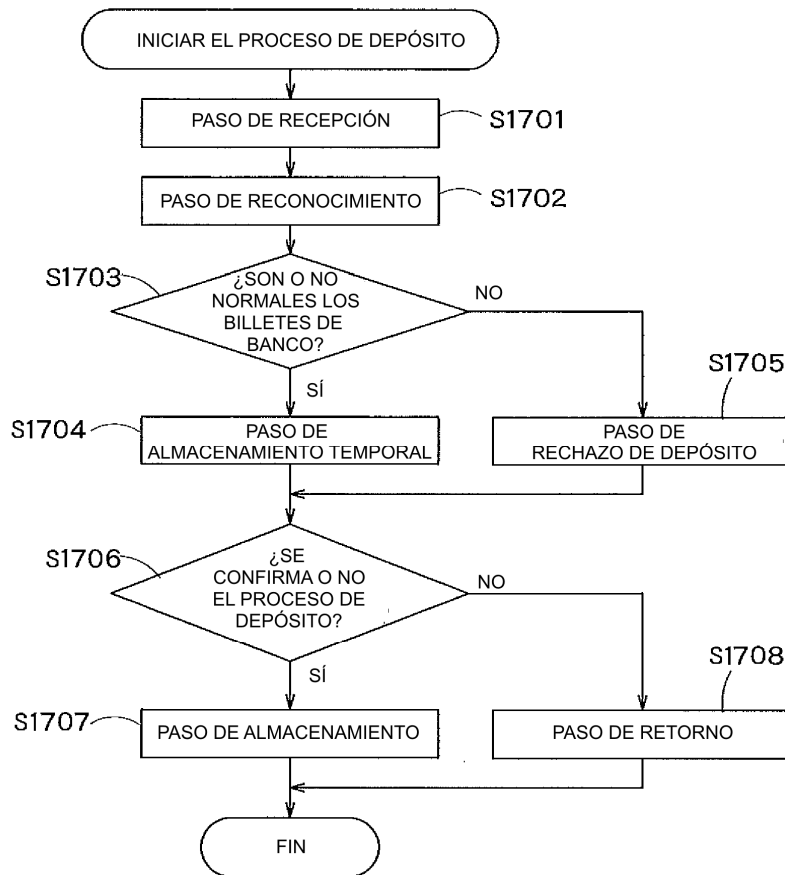 INICIAR EL PROCESO DE DEPÓSITO
PASO DE RECEPCIÓN
S1701
PASO DE RECONOCIMIENTO
S1702
S1703
¿SON O NO
NORMALES LOS
BILLETES DE
BANCO?
NO
SÍ
S1705
S1704
PASO DE
ALMACENAMIENTO TEMPORAL
PASO DE
RECHAZO DE DEPÓSITO
S1706
¿SE
CONFIRMA O NO
EL PROCESO DE
DEPÓSITO?
NO
SÍ
S1708
S1707
PASO DE ALMACENAMIENTO
PASO DE RETORNO
FIN